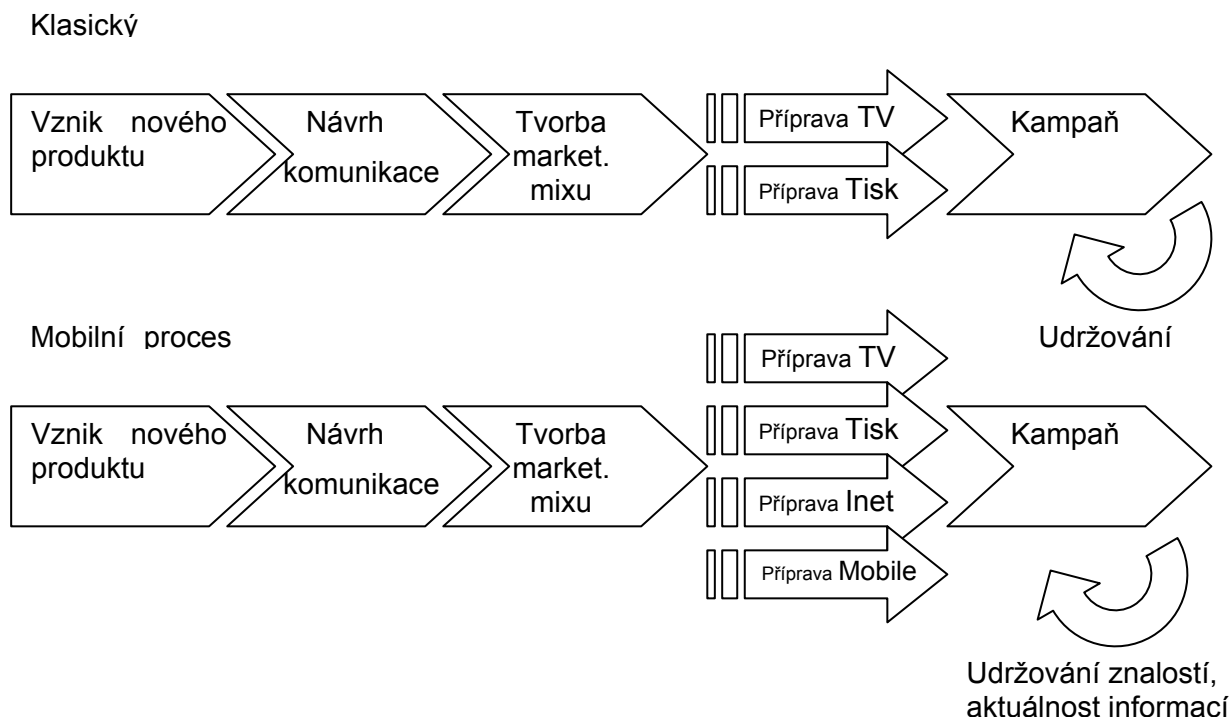 Klasický
Vznik nového
produktu
Návrh
komunikace
Tvorba
market.
mixu
Příprava TV
Příprava Tisk
Kampaň
Udržování
Mobilní proces
Vznik nového
produktu
Návrh
komunikace
Tvorba
market.
mixu
Příprava TV
Příprava Tisk
Příprava Inet
Příprava Mobile
Kampaň
Udržování znalostí,
aktuálnost informací